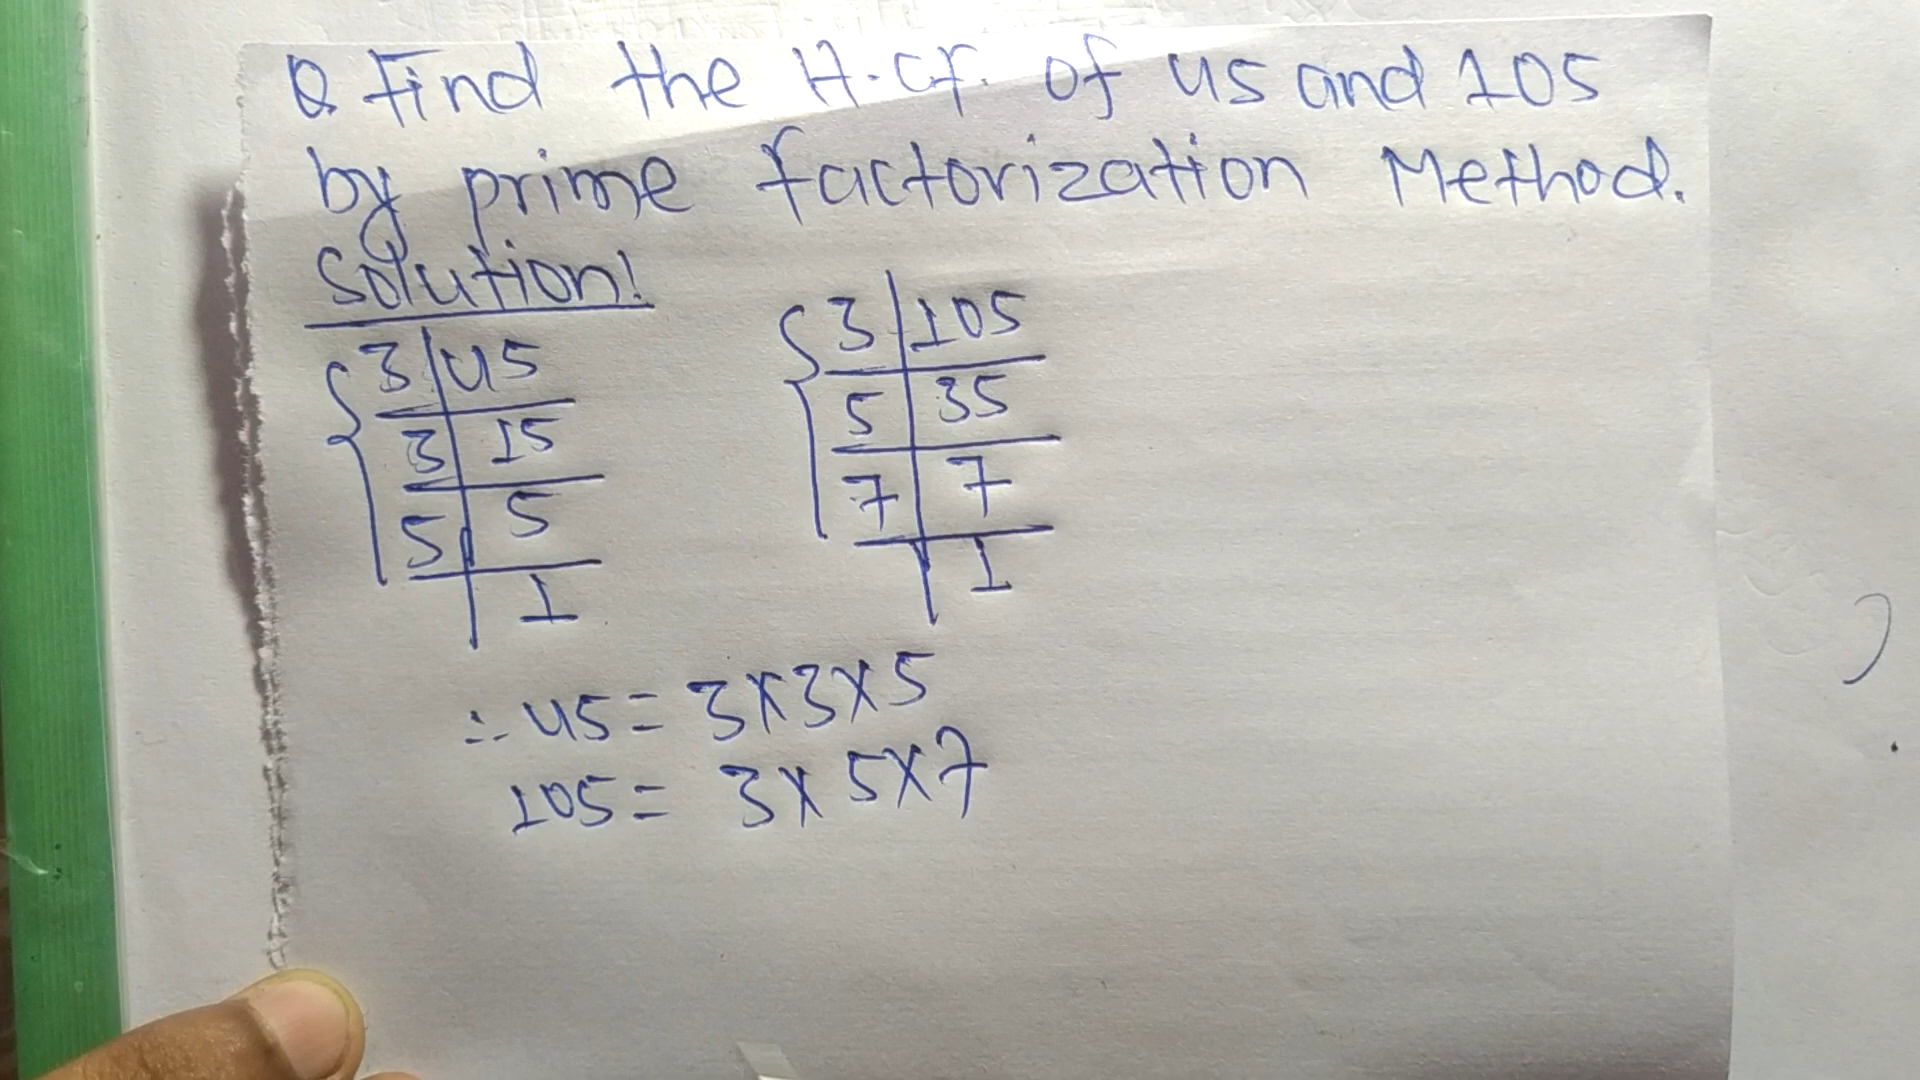 Q Find the H.C.F. of 45 and 105
by prime factorization Method.
Solution!
3 45
3 15
5 5
1
3 105
5 35
7 7
1
∴ 45 = 3×3×5
105 = 3×5×7